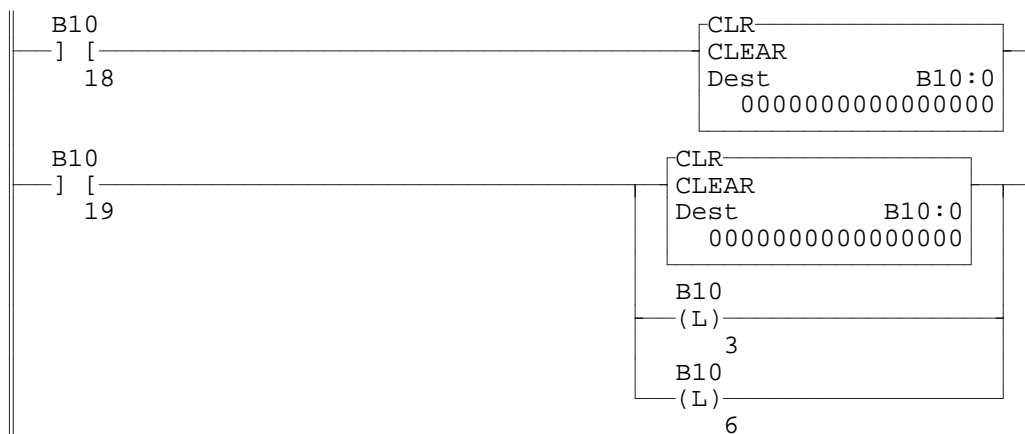 B10
] [
18
CLR
CLEAR
Dest B10:0
0000000000000000
B10
] [
19
CLR
CLEAR
Dest B10:0
0000000000000000
B10
(L)
3
B10
(L)
6